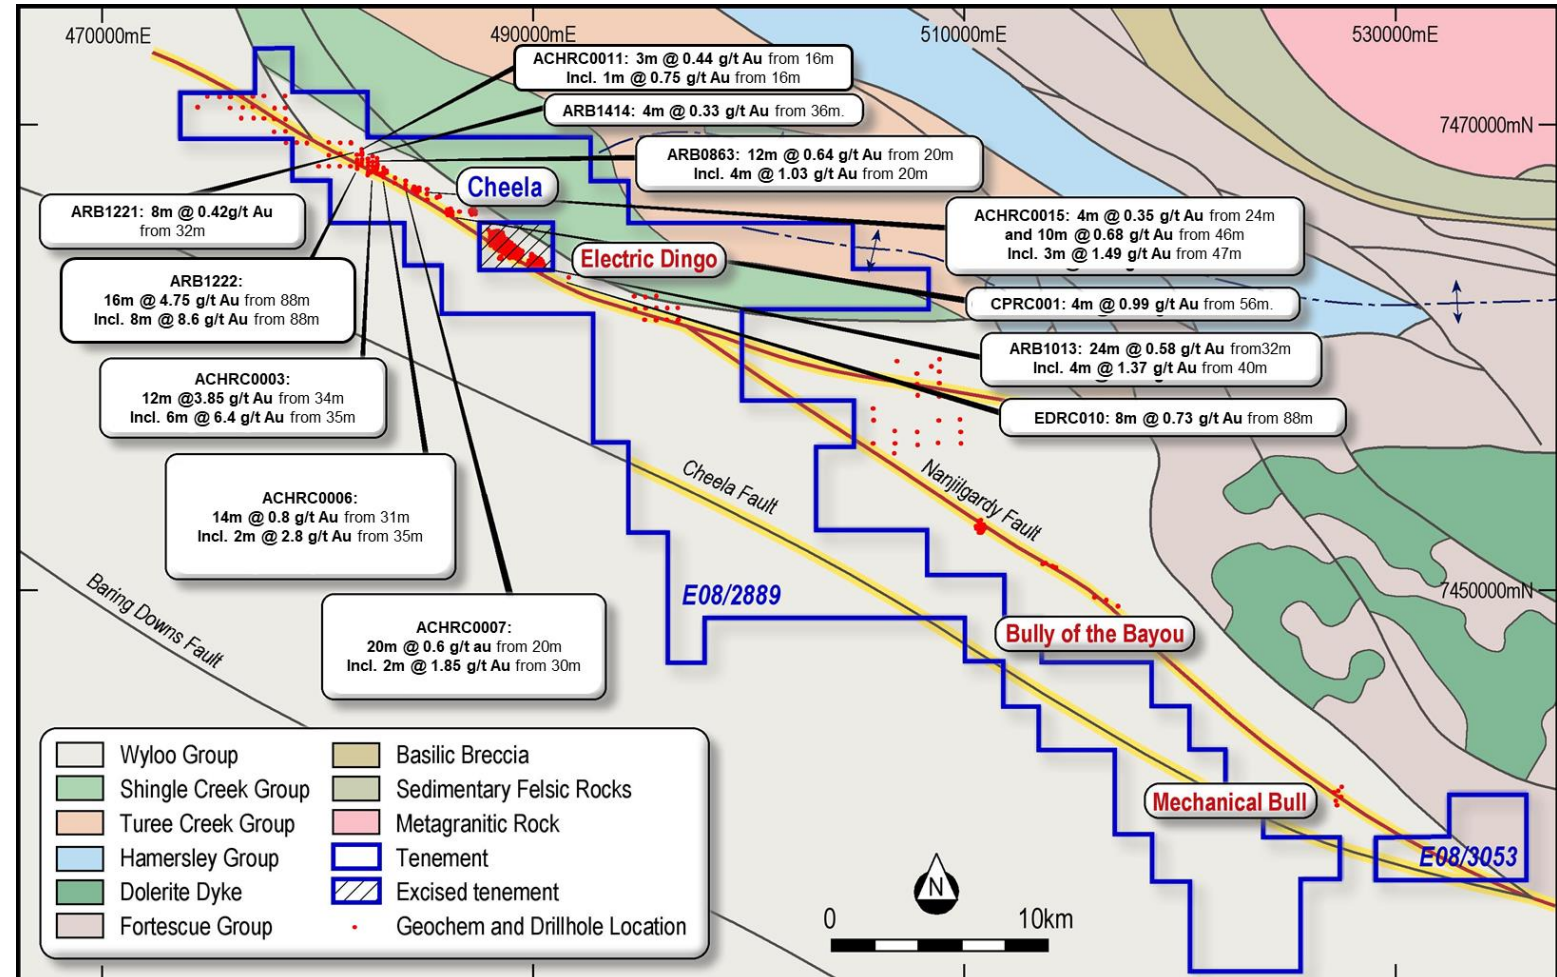 470000mE
490000mE
510000mE
530000mE
ACHRC0011: 3m @ 0.44 g/t Au from 16m
Incl. 1m @ 0.75 g/t Au from 16m
ARB1414: 4m @ 0.33 g/t Au from 36m.
7470000mN
ARB0863: 12m @ 0.64 g/t Au from 20m
Incl. 4m @ 1.03 g/t Au from 20m
Cheela
ARB1221: 8m @ 0.42g/t Au
from 32m
ACHRC0015: 4m @ 0.35 g/t Au from 24m
and 10m @ 0.68 g/t Au from 46m
Incl. 3m @ 1.49 g/t Au from 47m
Electric Dingo
ARB1222:
16m @ 4.75 g/t Au from 88m
Incl. 8m @ 8.6 g/t Au from 88m
CPRC001: 4m @ 0.99 g/t Au from 56m.
ARB1013: 24m @ 0.58 g/t Au from32m
Incl. 4m @ 1.37 g/t Au from 40m
ACHRC0003:
12m @3.85 g/t Au from 34m
Incl. 6m @ 6.4 g/t Au from 35m
EDRC010: 8m @ 0.73 g/t Au from 88m
ACHRC0006:
14m @ 0.8 g/t Au from 31m
Incl. 2m @ 2.8 g/t Au from 35m
Cheela Fault
Nanjilgardy Fault
Baring Downs Fault
E08/2889
7450000mN
ACHRC0007:
20m @ 0.6 g/t au from 20m
Incl. 2m @ 1.85 g/t Au from 30m
Bully of the Bayou
Mechanical Bull
E08/3053
Wyloo Group
Shingle Creek Group
Turee Creek Group
Hamersley Group
Dolerite Dyke
Fortescue Group
Basilic Breccia
Sedimentary Felsic Rocks
Metagranitic Rock
Tenement
Excised tenement
Geochem and Drillhole Location
N
0 10km